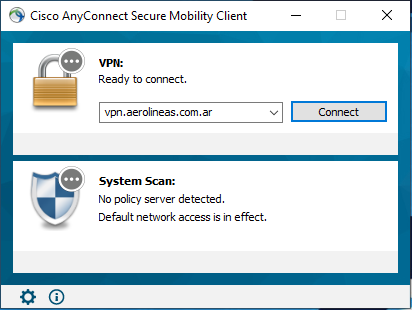 Cisco AnyConnect Secure Mobility Client
VPN:
Ready to connect.
vpn.aerolineas.com.ar
Connect
System Scan:
No policy server detected.
Default network access is in effect.